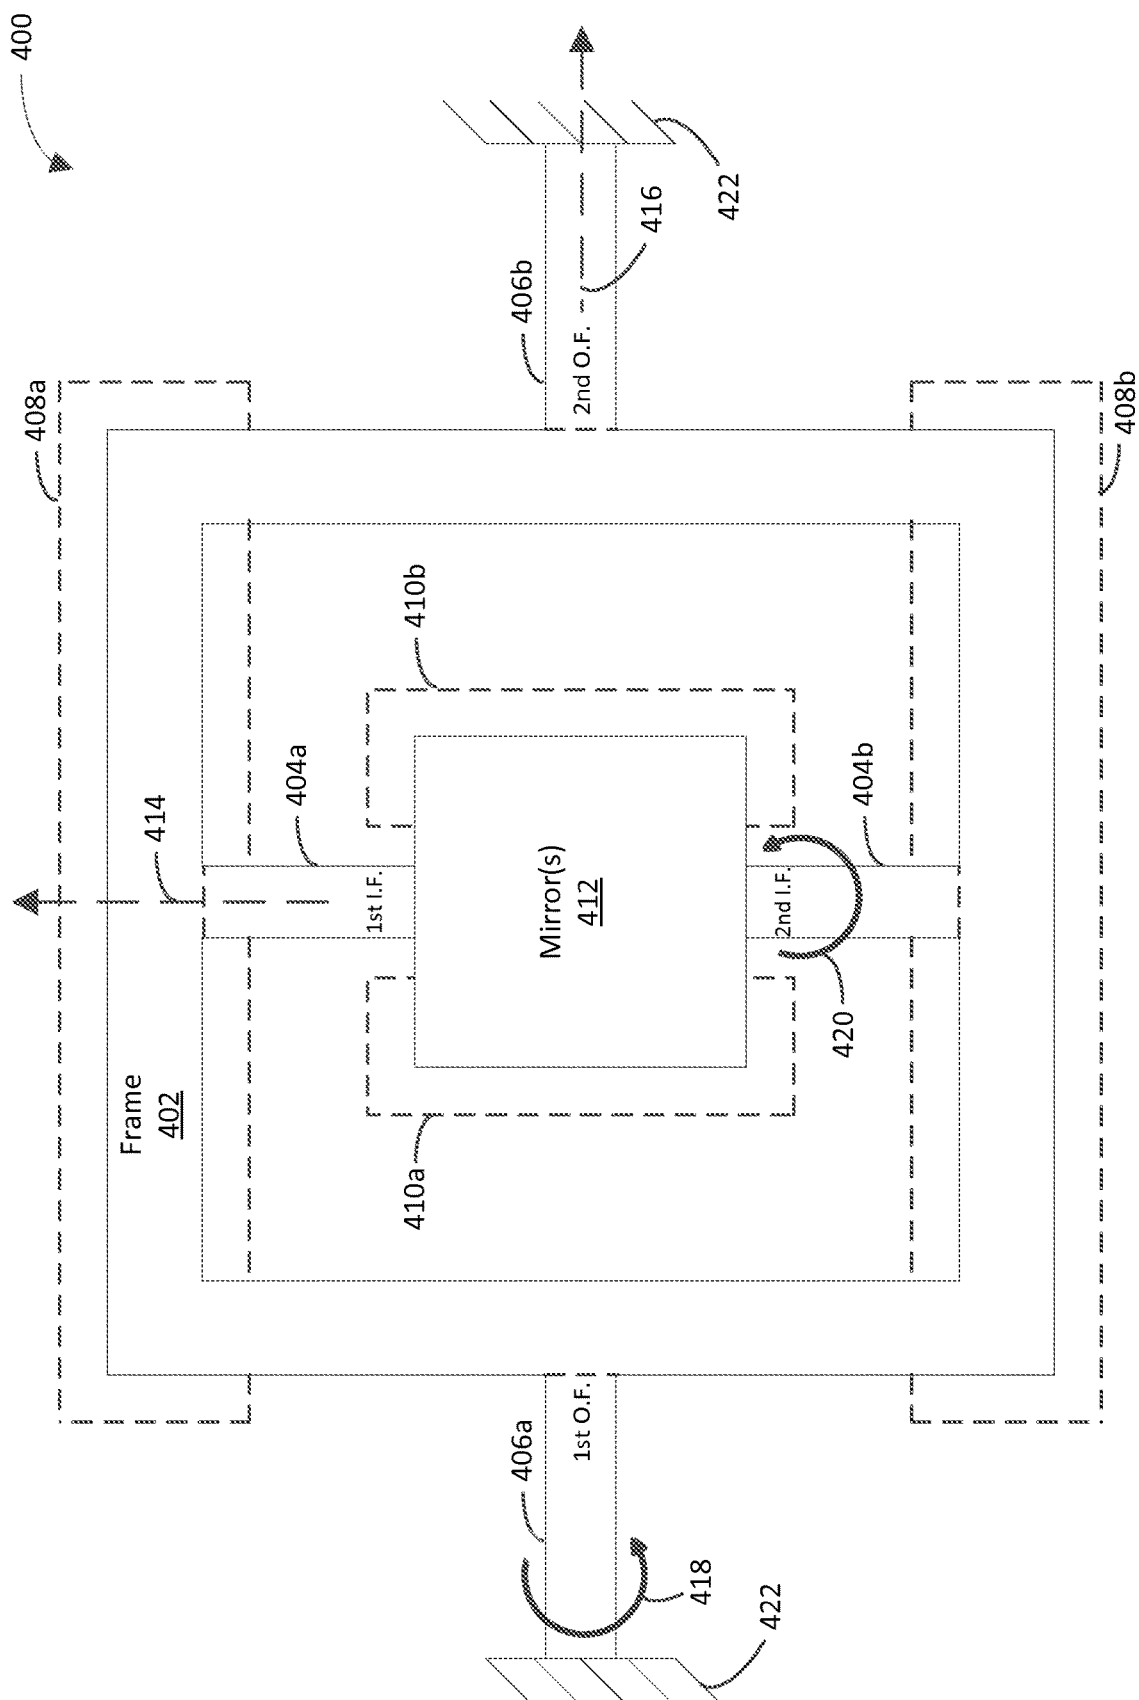 400
408a
Frame
402
414
404a
1st I.F.
410a
410b
406a
406b
Mirror(s)
412
1st O.F.
2nd O.F.
416
418
422
422
2nd I.F.
420
404b
408b